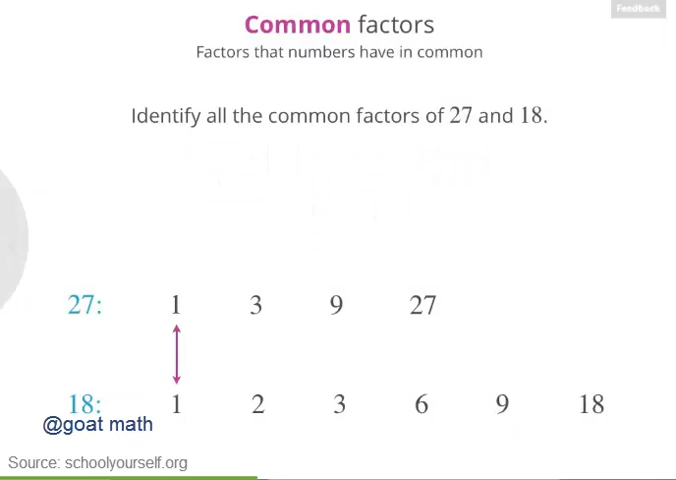 Feedback
Common factors
Factors that numbers have in common
Identify all the common factors of 27 and 18.
27: 1 3 9 27
18: 1 2 3 6 9 18
@goat math
Source: schoolyourself.org